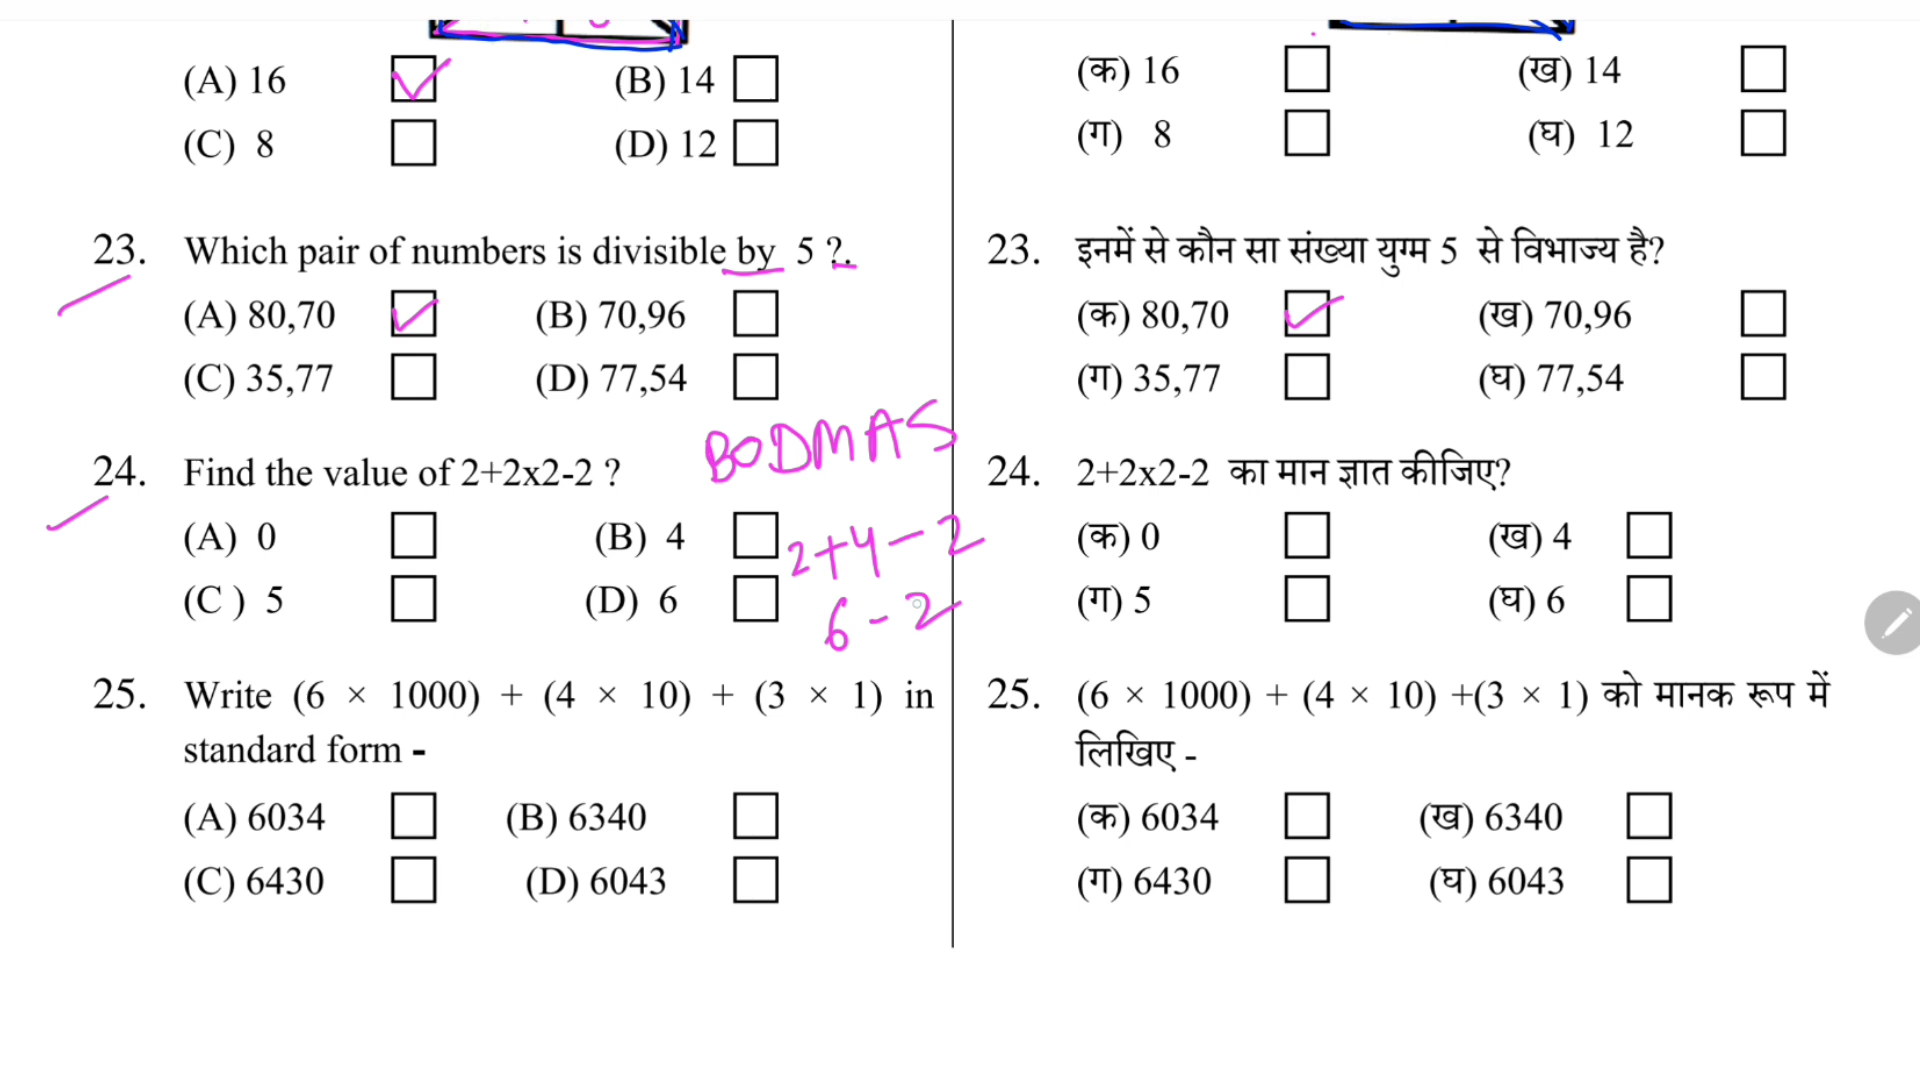 (A) 16 (B) 14
(C) 8 (D) 12
23. Which pair of numbers is divisible by 5 ?.
(A) 80,70 (B) 70,96
(C) 35,77 (D) 77,54
BODMAS
24. Find the value of 2+2x2-2 ?
(A) 0 (B) 4
2+4-2
(C ) 5 (D) 6
6-2
25. Write (6 × 1000) + (4 × 10) + (3 × 1) in
standard form -
(A) 6034 (B) 6340
(C) 6430 (D) 6043
(क) 16 (ख) 14
(ग) 8 (घ) 12
23. इनमें से कौन सा संख्या युग्म 5 से विभाज्य है?
(क) 80,70 (ख) 70,96
(ग) 35,77 (घ) 77,54
24. 2+2x2-2 का मान ज्ञात कीजिए?
(क) 0 (ख) 4
(ग) 5 (घ) 6
25. (6 × 1000) + (4 × 10) +(3 × 1) को मानक रूप में
लिखिए -
(क) 6034 (ख) 6340
(ग) 6430 (घ) 6043